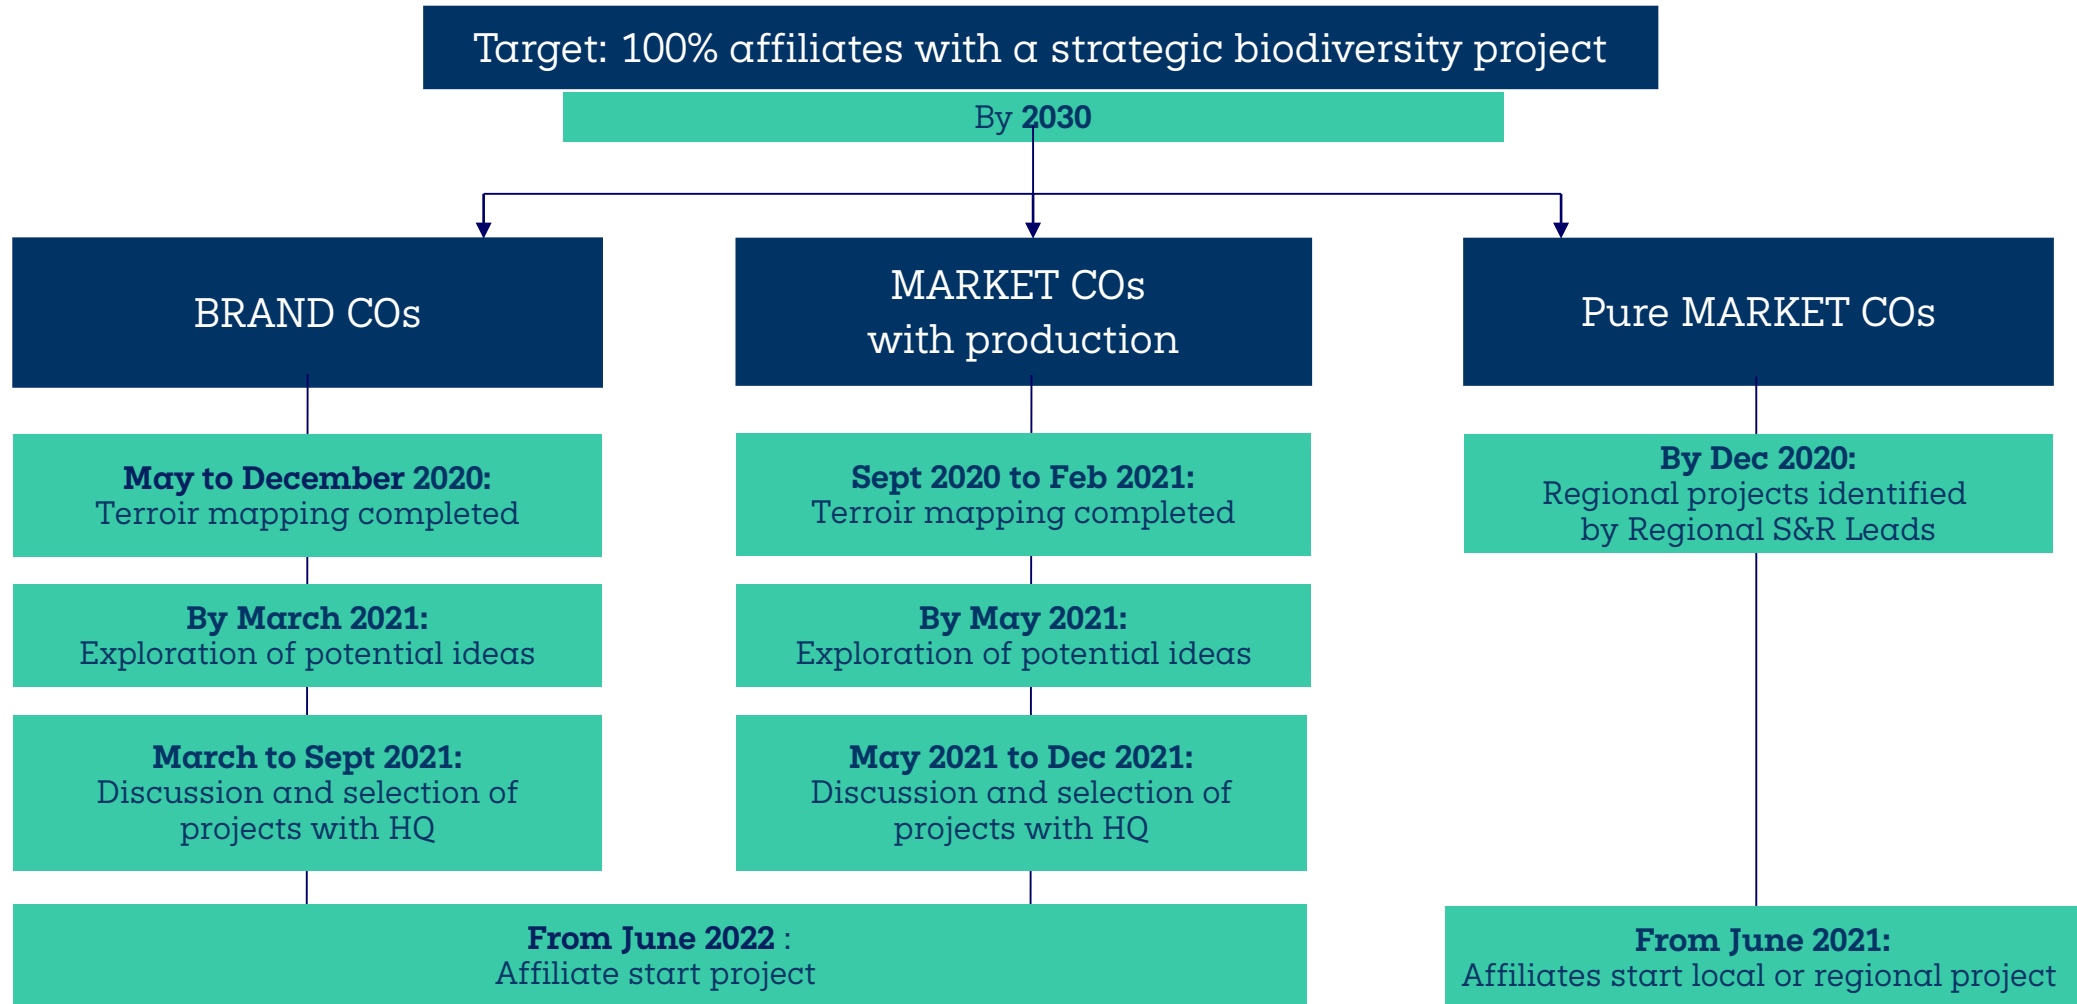 Target: 100% affiliates with a strategic biodiversity project
By 2030
BRAND COs
MARKET COs
with production
Pure MARKET COs
May to December 2020:
Terroir mapping completed
By March 2021:
Exploration of potential ideas
March to Sept 2021:
Discussion and selection of
projects with HQ
Sept 2020 to Feb 2021:
Terroir mapping completed
By May 2021:
Exploration of potential ideas
May 2021 to Dec 2021:
Discussion and selection of
projects with HQ
From June 2022 :
Affiliate start project
By Dec 2020:
Regional projects identified
by Regional S&R Leads
From June 2021:
Affiliates start local or regional project